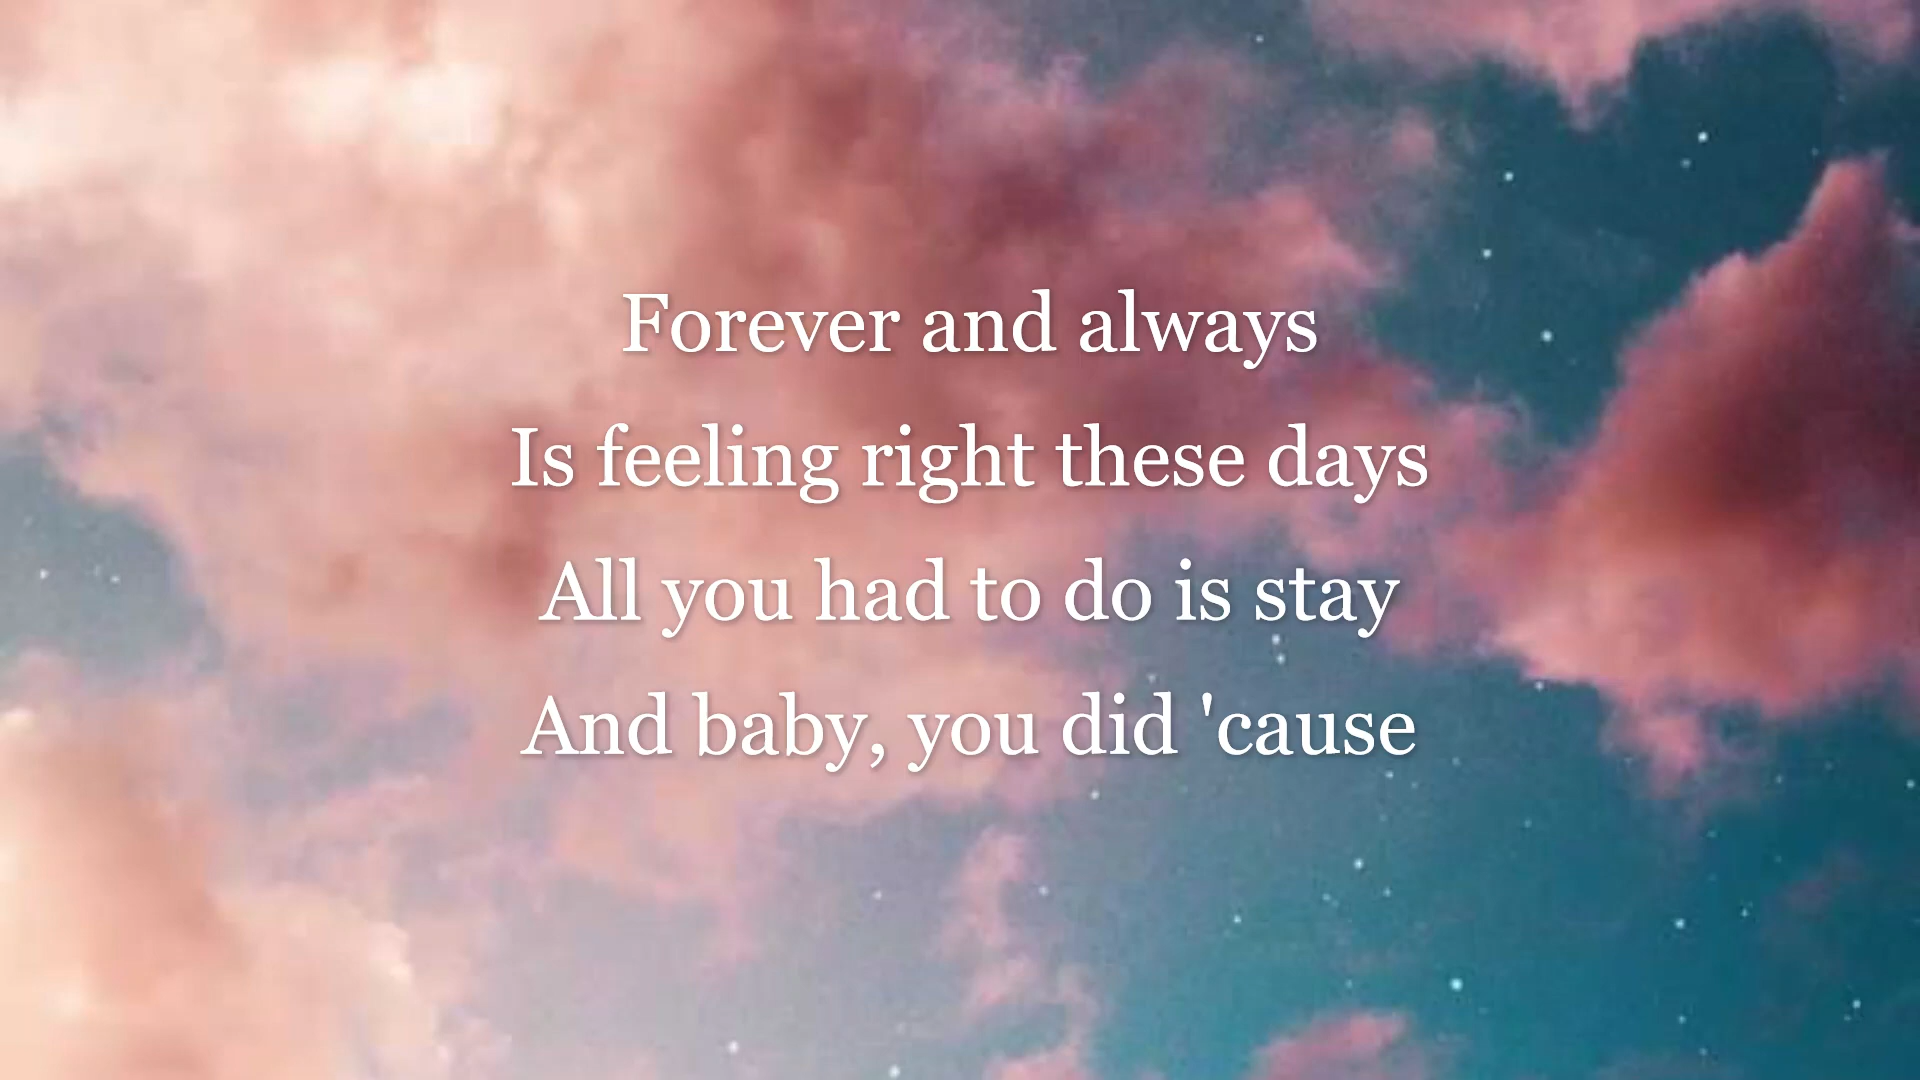 Forever and always
Is feeling right these days
All you had to do is stay
And baby, you did 'cause